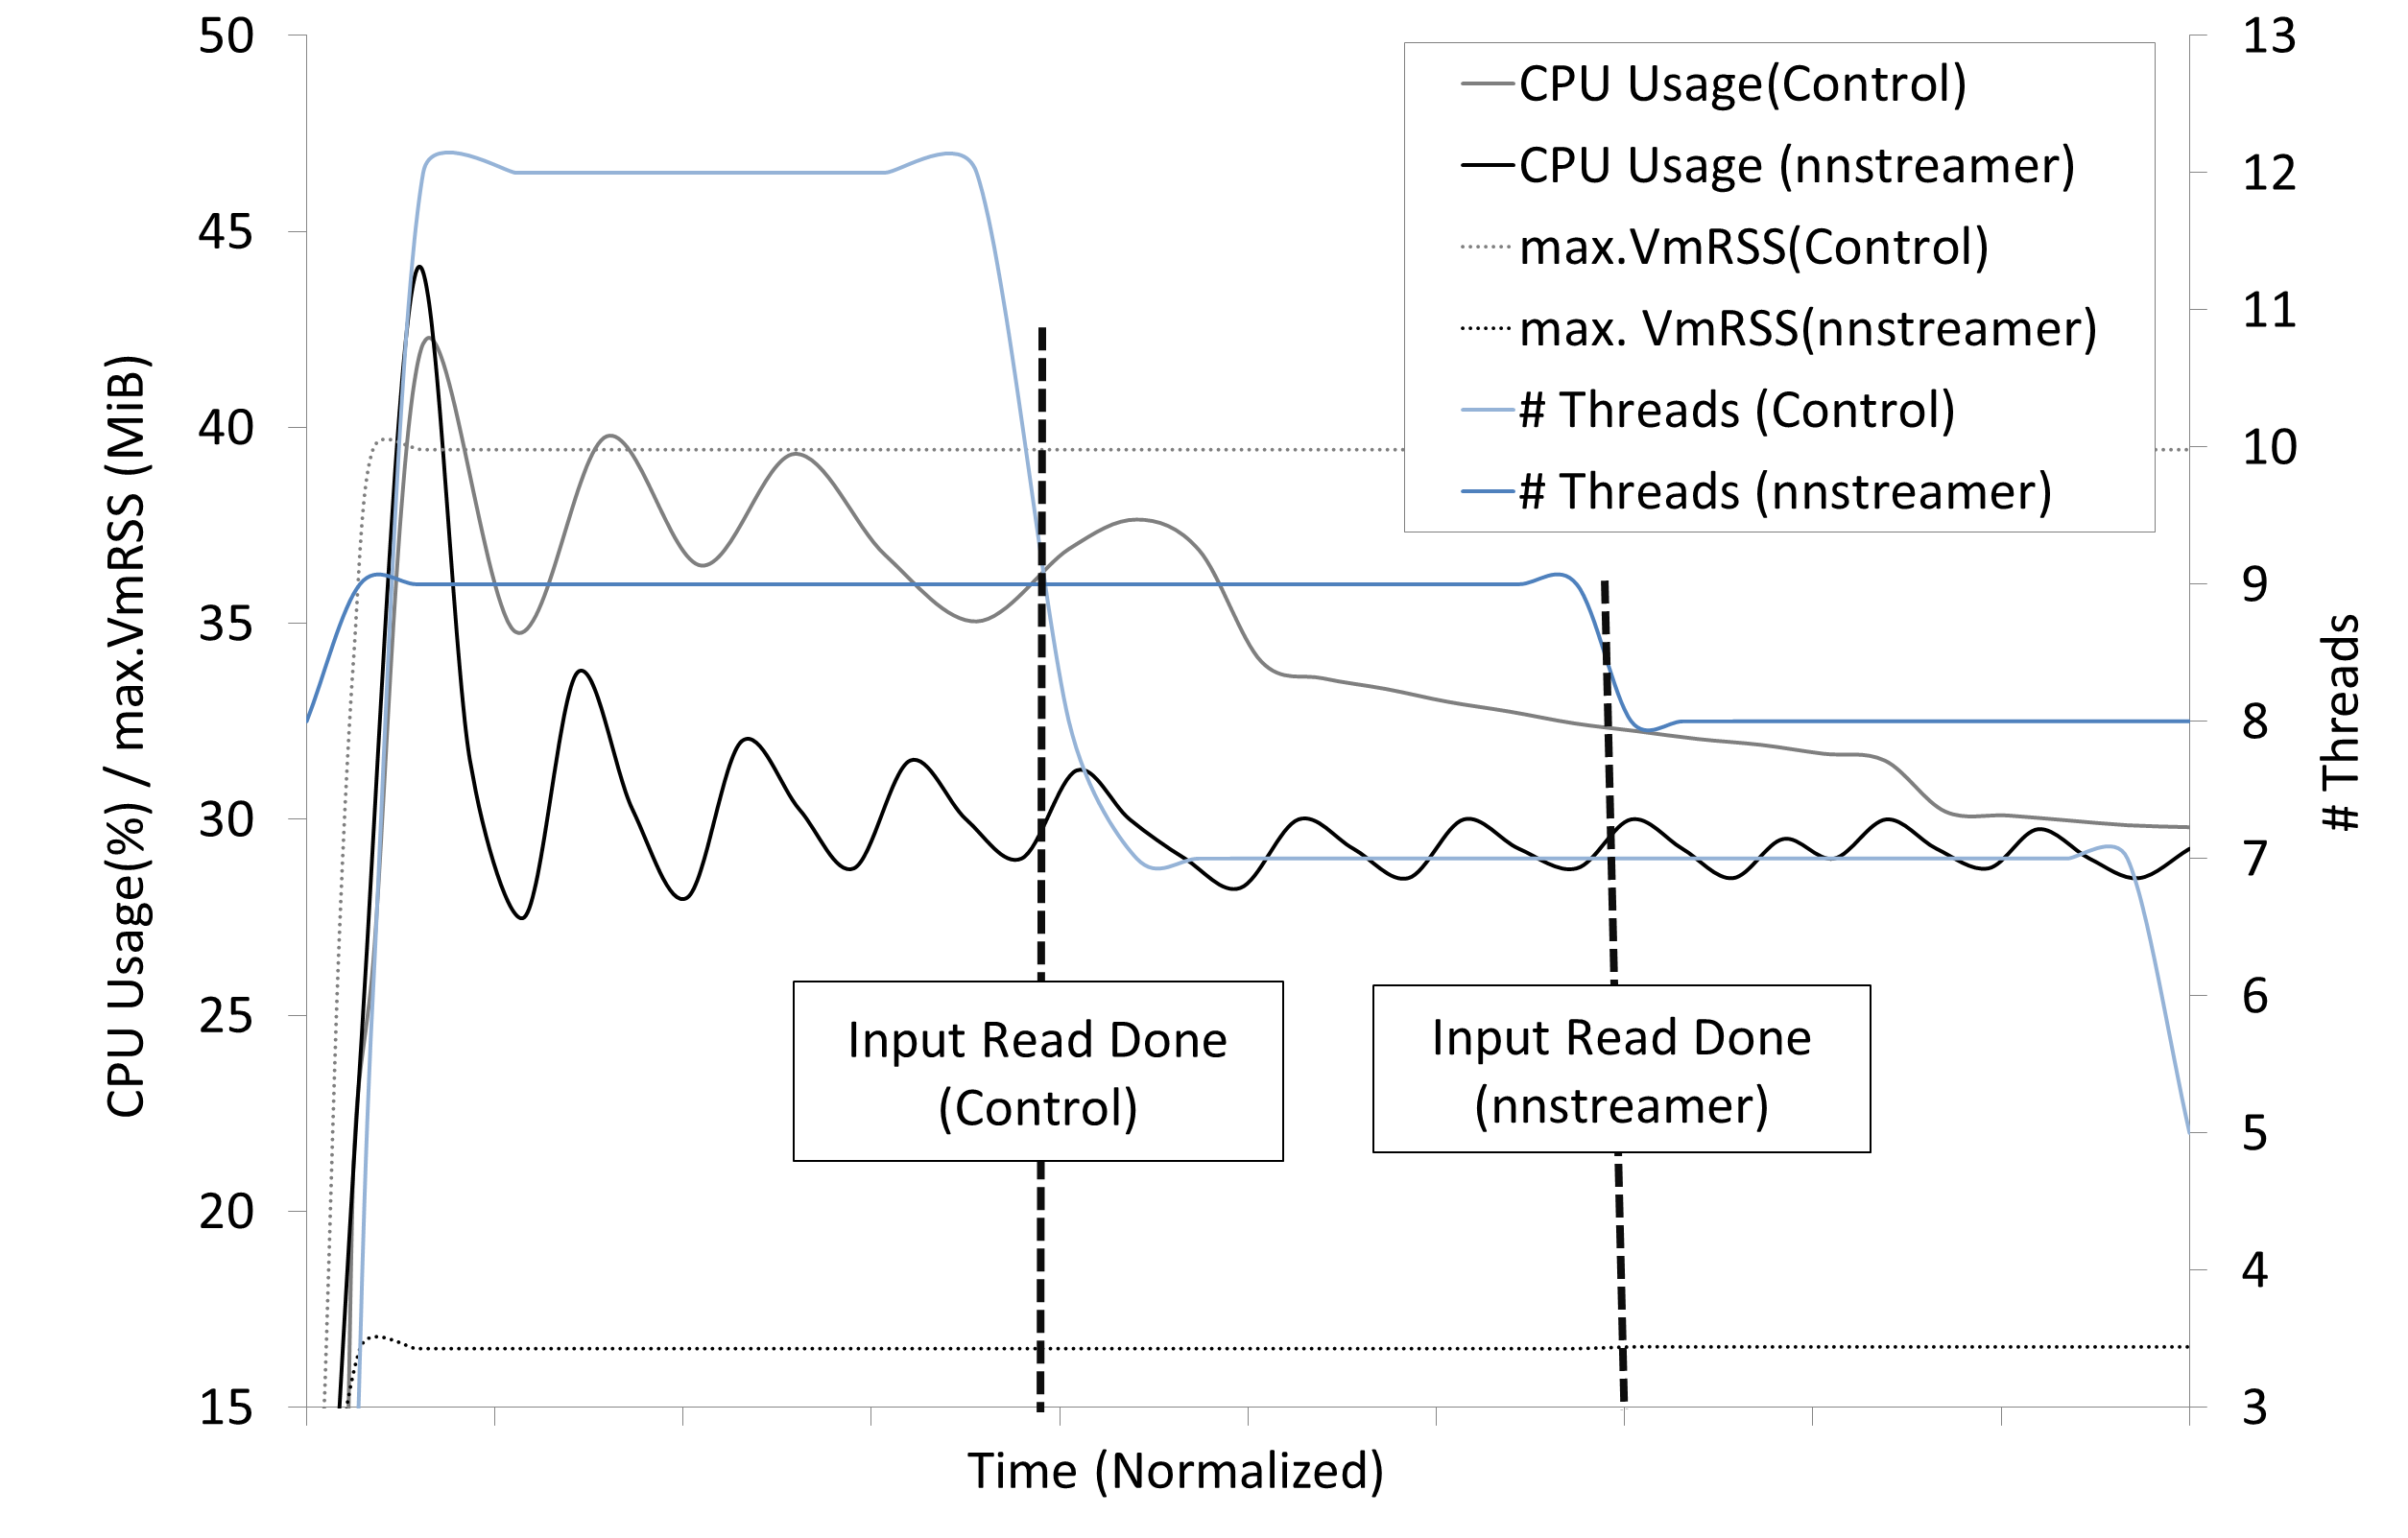 50
45
40
35
30
25
20
15
CPU Usage(%) / max.VmRSS (MiB)
13
12
11
10
9
8
7
6
5
4
3
# Threads
CPU Usage(Control)
CPU Usage (nnstreamer)
max.VmRSS(Control)
max. VmRSS(nnstreamer)
# Threads (Control)
# Threads (nnstreamer)
Input Read Done
(Control)
Input Read Done
(nnstreamer)
Time (Normalized)